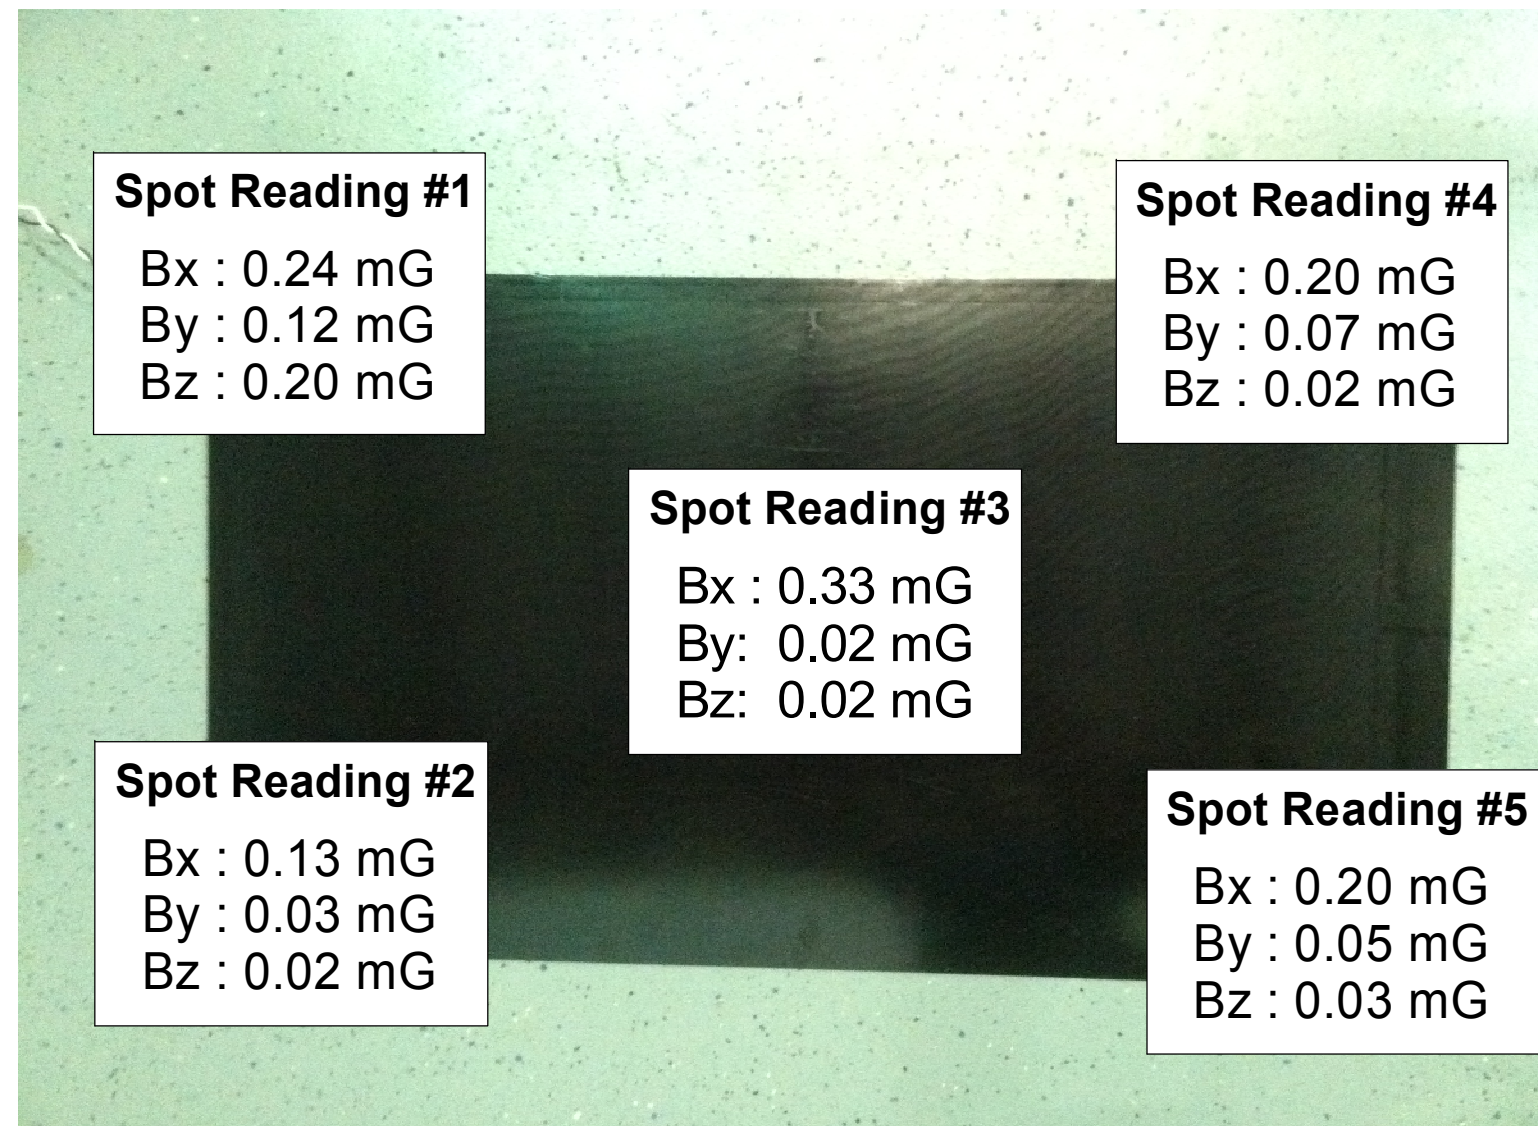 Spot Reading #1
Bx : 0.24 mG
By : 0.12 mG
Bz : 0.20 mG
Spot Reading #4
Bx : 0.20 mG
By : 0.07 mG
Bz : 0.02 mG
Spot Reading #3
Bx : 0.33 mG
By: 0.02 mG
Bz: 0.02 mG
Spot Reading #2
Bx : 0.13 mG
By : 0.03 mG
Bz : 0.02 mG
Spot Reading #5
Bx : 0.20 mG
By : 0.05 mG
Bz : 0.03 mG